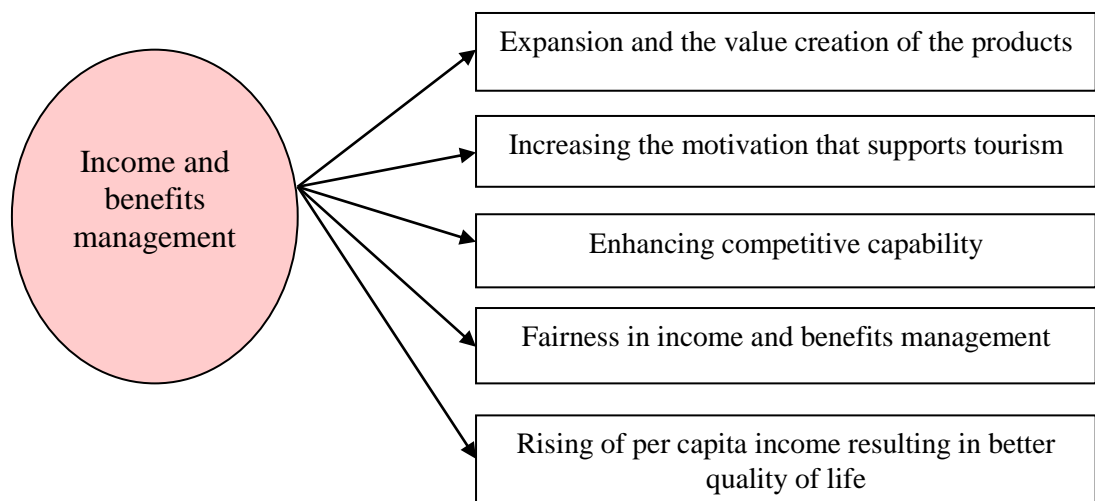 Expansion and the value creation of the products
Increasing the motivation that supports tourism
Income and
benefits
management
Enhancing competitive capability
Fairness in income and benefits management
Rising of per capita income resulting in better
quality of life